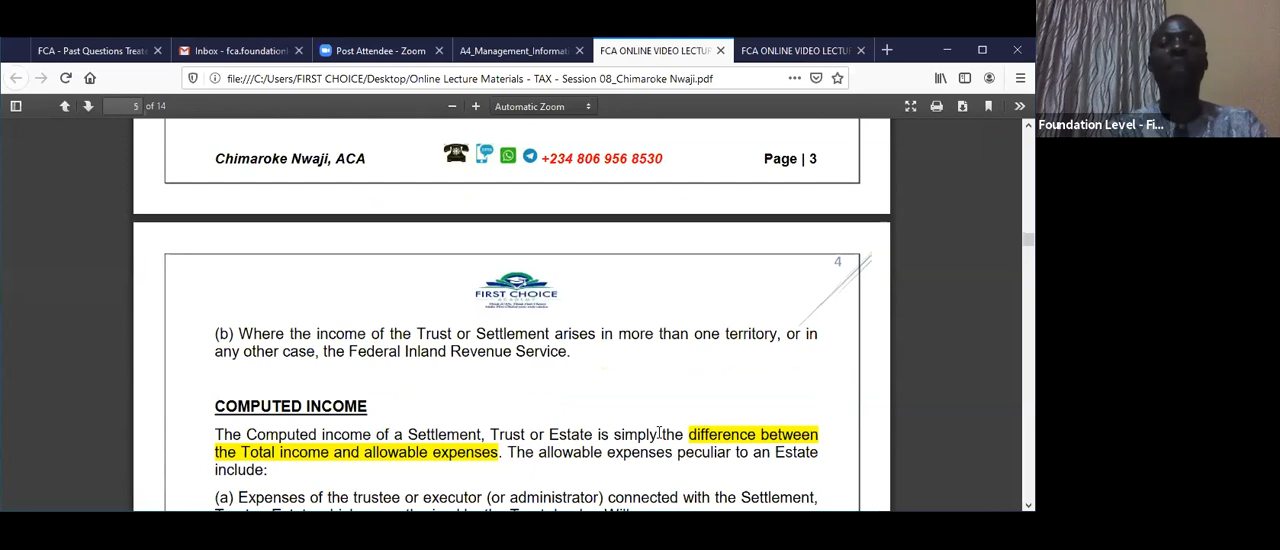 FCA - Past Questions Treate
Inbox - fca.foundation
Post Attendee - Zoom
A4_Management_Informati
FCA ONLINE VIDEO LECTUR
FCA ONLINE VIDEO LECTUR
file:///C:/Users/FIRST CHOICE/Desktop/Online Lecture Materials - TAX - Session 08_Chimaroke Nwaji.pdf
5 of 14
Automatic Zoom
Foundation Level - Fi...
Chimaroke Nwaji, ACA
+234 806 956 8530
Page | 3
4
FIRST CHOICE
(b) Where the income of the Trust or Settlement arises in more than one territory, or in
any other case, the Federal Inland Revenue Service.
COMPUTED INCOME
The Computed income of a Settlement, Trust or Estate is simply the difference between
the Total income and allowable expenses. The allowable expenses peculiar to an Estate
include:
(a) Expenses of the trustee or executor (or administrator) connected with the Settlement,